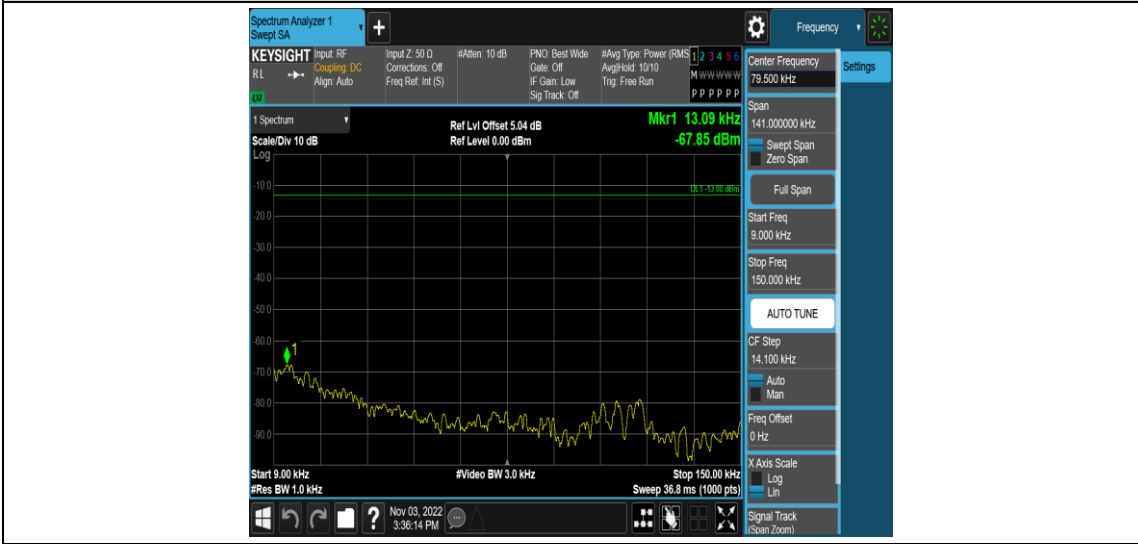 Spectrum Analyzer 1
Swept SA
+
Frequency
KEYSIGHT
RL
Input: RF
Coupling: DC
Align: Auto
Input Z: 50 Ω
Corrections: Off
Freq Ref: Int (S)
#Atten: 10 dB
PNO: Best Wide
Gate: Off
IF Gain: Low
Sig Track: Off
#Avg Type: Power (RMS
Avg|Hold: 10/10
Trig: Free Run
1 2 3 4 5 6
M W W W W W
P P P P P P
1 Spectrum
Scale/Div 10 dB
Log
Ref Lvl Offset 5.04 dB
Ref Level 0.00 dBm
Mkr1 13.09 kHz
-67.85 dBm
DL1 -13.00 dBm
-10.0
-20.0
-30.0
-40.0
-50.0
-60.0
-70.0
-80.0
-90.0
1
Start 9.00 kHz
#Res BW 1.0 kHz
#Video BW 3.0 kHz
Stop 150.00 kHz
Sweep 36.8 ms (1000 pts)
?
Nov 03, 2022
3:36:14 PM
Center Frequency
79.500 kHz
Span
141.000000 kHz
Swept Span
Zero Span
Full Span
Start Freq
9.000 kHz
Stop Freq
150.000 kHz
AUTO TUNE
CF Step
14.100 kHz
Auto
Man
Freq Offset
0 Hz
X Axis Scale
Log
Lin
Signal Track
(Span Zoom)
Settings